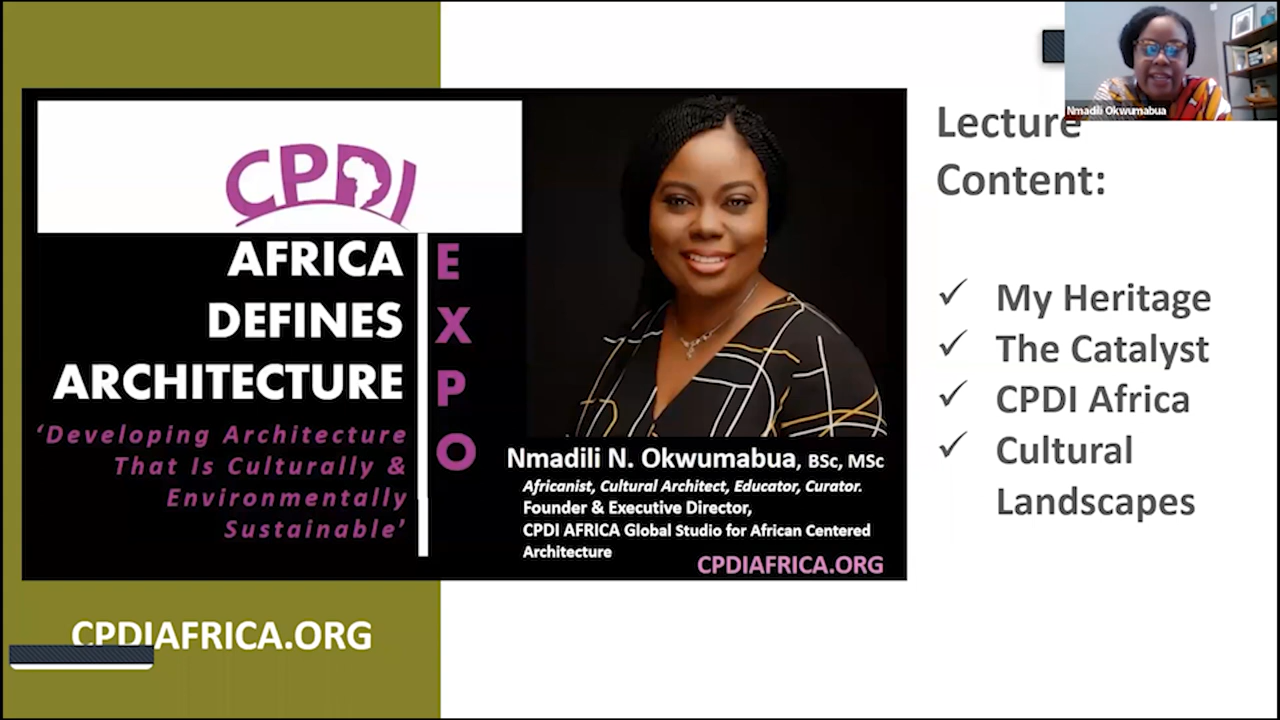 CPDI
AFRICA
DEFINES
ARCHITECTURE
EXPO
'Developing Architecture
That Is Culturally &
Environmentally
Sustainable'
Nmadili N. Okwumabua, BSc, MSc
Africanist, Cultural Architect, Educator, Curator.
Founder & Executive Director,
CPDI AFRICA Global Studio for African Centered
Architecture
CPDIAFRICA.ORG
CPDIAFRICA.ORG
Nmadili Okwumabua
Lecture
Content:
✓ My Heritage
✓ The Catalyst
✓ CPDI Africa
✓ Cultural
Landscapes